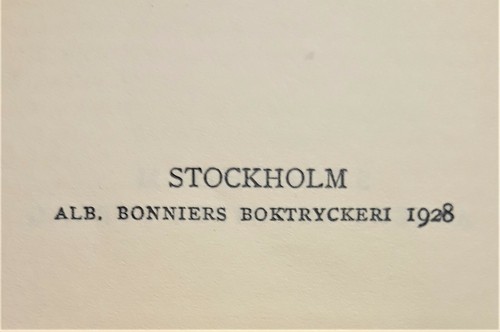 STOCKHOLM
ALB. BONNIERS BOKTRYCKERI 1928